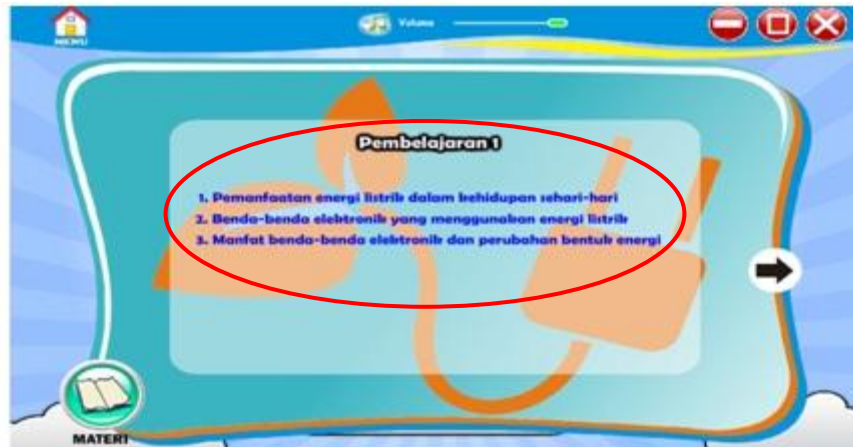 MENU
Volume
Pembelajaran 1
1. Pemanfaatan energi listrik dalam kehidupan sehari-hari
2. Benda-benda elektronik yang menggunakan energi listrik
3. Manfat benda-benda elektronik dan perubahan bentuk energi
MATERI